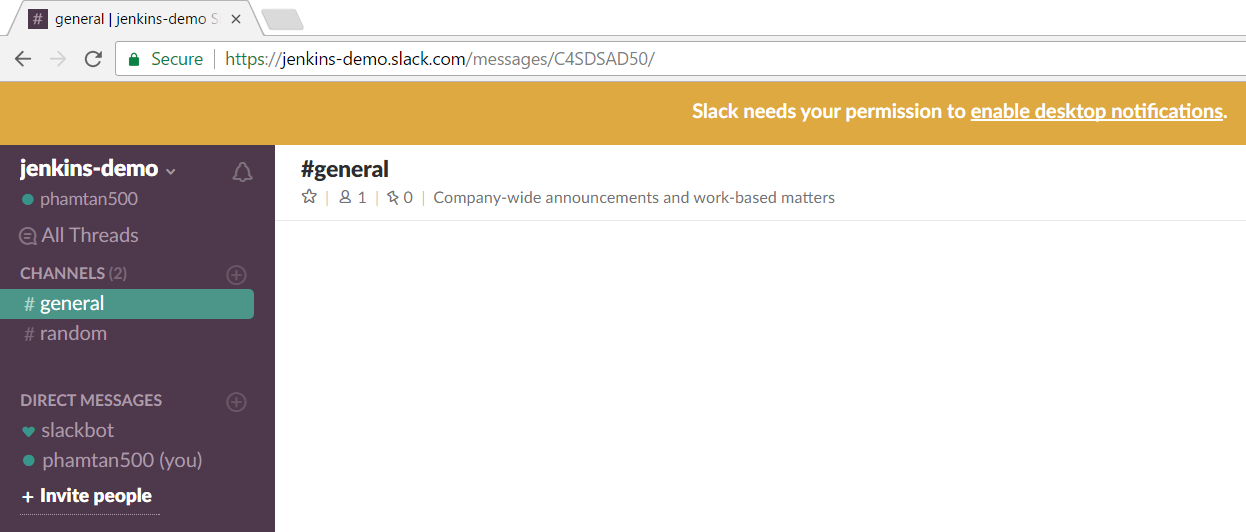 # general | jenkins-demo S
Secure https://jenkins-demo.slack.com/messages/C4SDSAD50/
Slack needs your permission to enable desktop notifications.
jenkins-demo
phamtan500
All Threads
CHANNELS (2)
# general
# random
DIRECT MESSAGES
slackbot
phamtan500 (you)
+ Invite people
#general
1 | 0 | Company-wide announcements and work-based matters